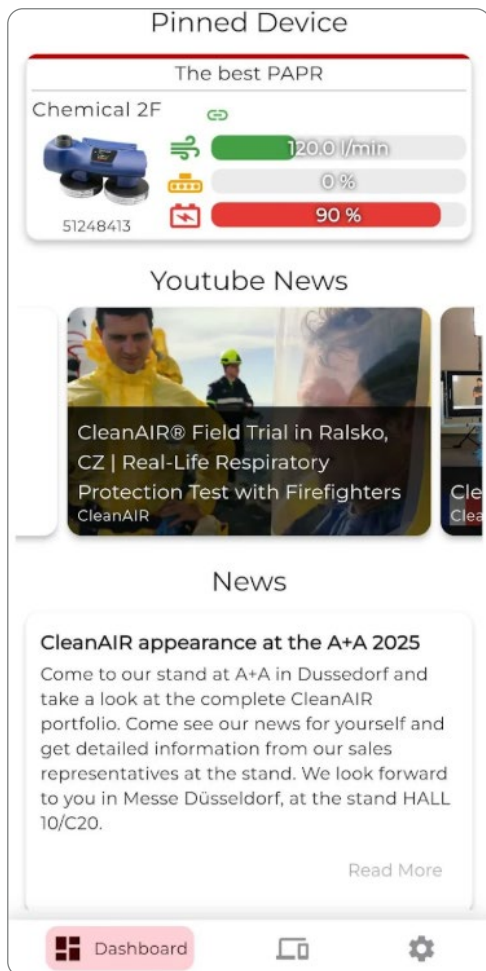 Pinned Device
The best PAPR
Chemical 2F
120.0 l/min
0 %
90 %
51248413
Youtube News
CleanAIR® Field Trial in Ralsko,
CZ | Real-Life Respiratory
Protection Test with Firefighters
CleanAIR
Cle
Clea
News
CleanAIR appearance at the A+A 2025
Come to our stand at A+A in Dussedorf and
take a look at the complete CleanAIR
portfolio. Come see our news for yourself and
get detailed information from our sales
representatives at the stand. We look forward
to you in Messe Düsseldorf, at the stand HALL
10/C20.
Read More
Dashboard